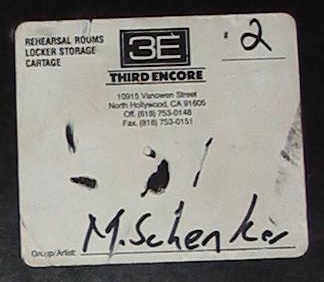 REHEARSAL ROOMS
LOCKER STORAGE
CARTAGE
3E
# 2
THIRD ENCORE
10915 Vanowen Street
North Hollywood, CA 91605
Off. (818) 753-0148
Fax. (818) 753-0151
Group/Artist: M.Schenker